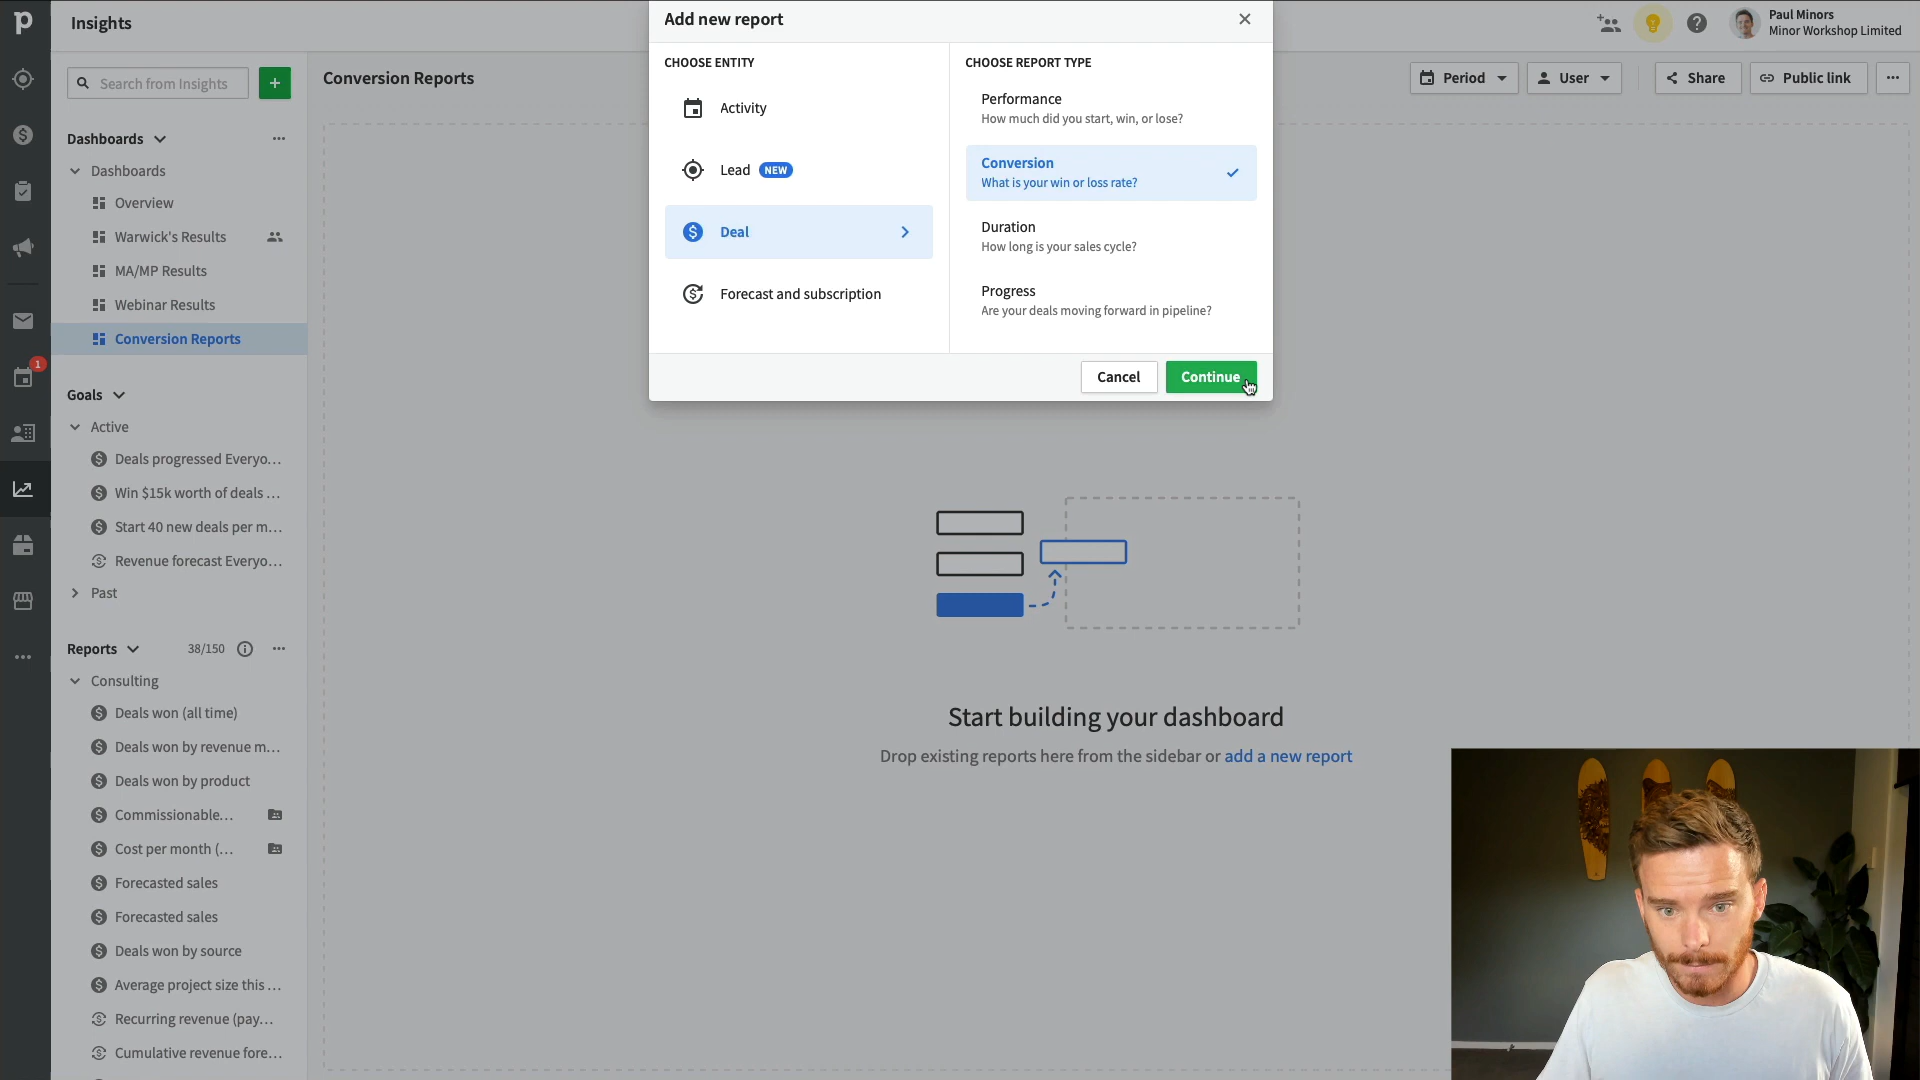 Insights
Search from Insights
+
Dashboards
Dashboards
Overview
Warwick's Results
MA/MP Results
Webinar Results
Conversion Reports
Goals
Active
Deals progressed Everyo...
Win $15k worth of deals ...
Start 40 new deals per m...
Revenue forecast Everyo...
Past
Reports
38/150
Consulting
Deals won (all time)
Deals won by revenue m...
Deals won by product
Commissionable...
Cost per month (...
Forecasted sales
Forecasted sales
Deals won by source
Average project size this ...
Recurring revenue (pay...
Cumulative revenue fore...
1
Conversion Reports
Add new report
CHOOSE ENTITY
Activity
Lead NEW
Deal
Forecast and subscription
CHOOSE REPORT TYPE
Performance
How much did you start, win, or lose?
Conversion
What is your win or loss rate?
Duration
How long is your sales cycle?
Progress
Are your deals moving forward in pipeline?
Cancel
Continue
Paul Minors
Minor Workshop Limited
Period
User
Share
Public link
Start building your dashboard
Drop existing reports here from the sidebar or add a new report